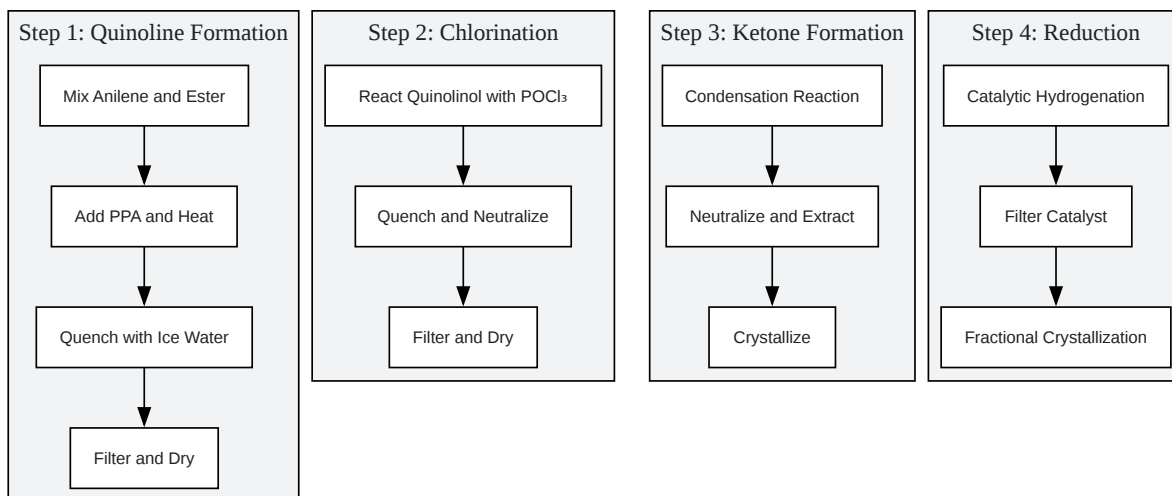 Step 1: Quinoline Formation
Mix Anilene and Ester
Add PPA and Heat
Quench with Ice Water
Filter and Dry
Step 2: Chlorination
React Quinolinol with POCl₃
Quench and Neutralize
Filter and Dry
Step 3: Ketone Formation
Condensation Reaction
Neutralize and Extract
Crystallize
Step 4: Reduction
Catalytic Hydrogenation
Filter Catalyst
Fractional Crystallization